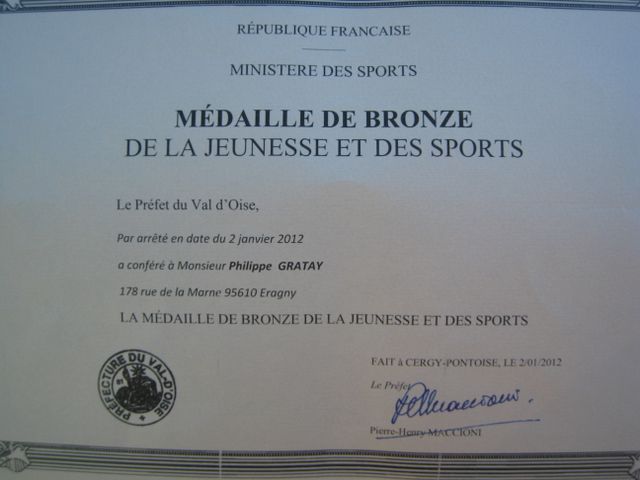 RÉPUBLIQUE FRANCAISE
MINISTERE DES SPORTS
MÉDAILLE DE BRONZE
DE LA JEUNESSE ET DES SPORTS
Le Préfet du Val d'Oise,
Par arrêté en date du 2 janvier 2012
a conféré à Monsieur Philippe GRATAY
178 rue de la Marne 95610 Eragny
LA MÉDAILLE DE BRONZE DE LA JEUNESSE ET DES SPORTS
PRÉFECTURE DU VAL-D'OISE
FAIT à CERGY-PONTOISE, LE 2/01/2012
Le Préfet
Pierre-Henry MACCIONI